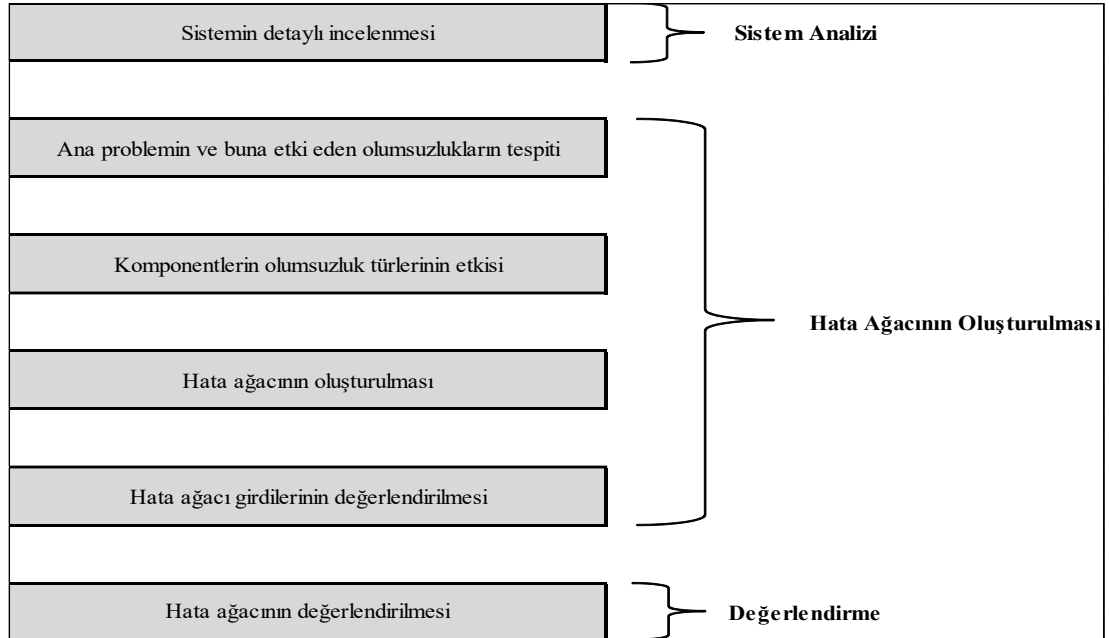 Sistemin detaylı incelenmesi
Sistem Analizi
Ana problemin ve buna etki eden olumsuzlukların tespiti
Komponentlerin olumsuzluk türlerinin etkisi
Hata Ağacının Oluşturulması
Hata ağacının oluşturulması
Hata ağacı girdilerinin değerlendirilmesi
Hata ağacının değerlendirilmesi
Değerlendirme